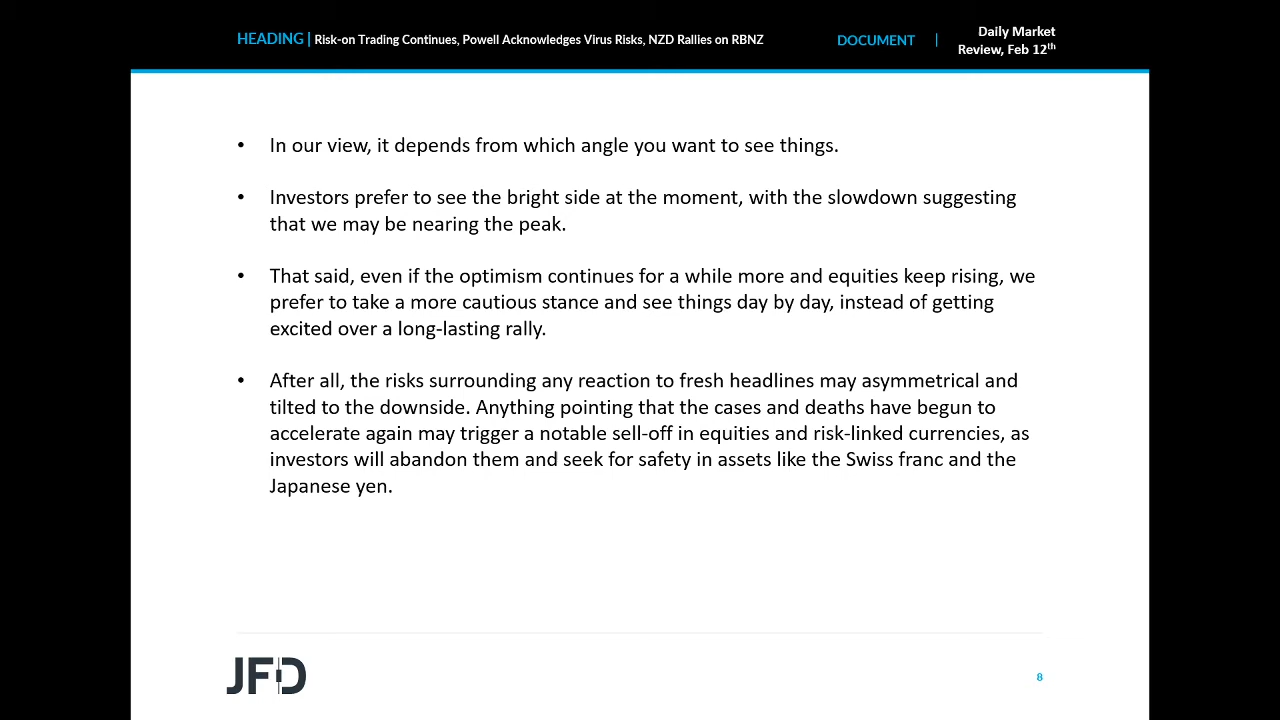 HEADING | Risk-on Trading Continues, Powell Acknowledges Virus Risks, NZD Rallies on RBNZ
DOCUMENT |
Daily Market
Review, Feb 12th
• In our view, it depends from which angle you want to see things.
• Investors prefer to see the bright side at the moment, with the slowdown suggesting
that we may be nearing the peak.
• That said, even if the optimism continues for a while more and equities keep rising, we
prefer to take a more cautious stance and see things day by day, instead of getting
excited over a long-lasting rally.
• After all, the risks surrounding any reaction to fresh headlines may asymmetrical and
tilted to the downside. Anything pointing that the cases and deaths have begun to
accelerate again may trigger a notable sell-off in equities and risk-linked currencies, as
investors will abandon them and seek for safety in assets like the Swiss franc and the
Japanese yen.
JFD
8